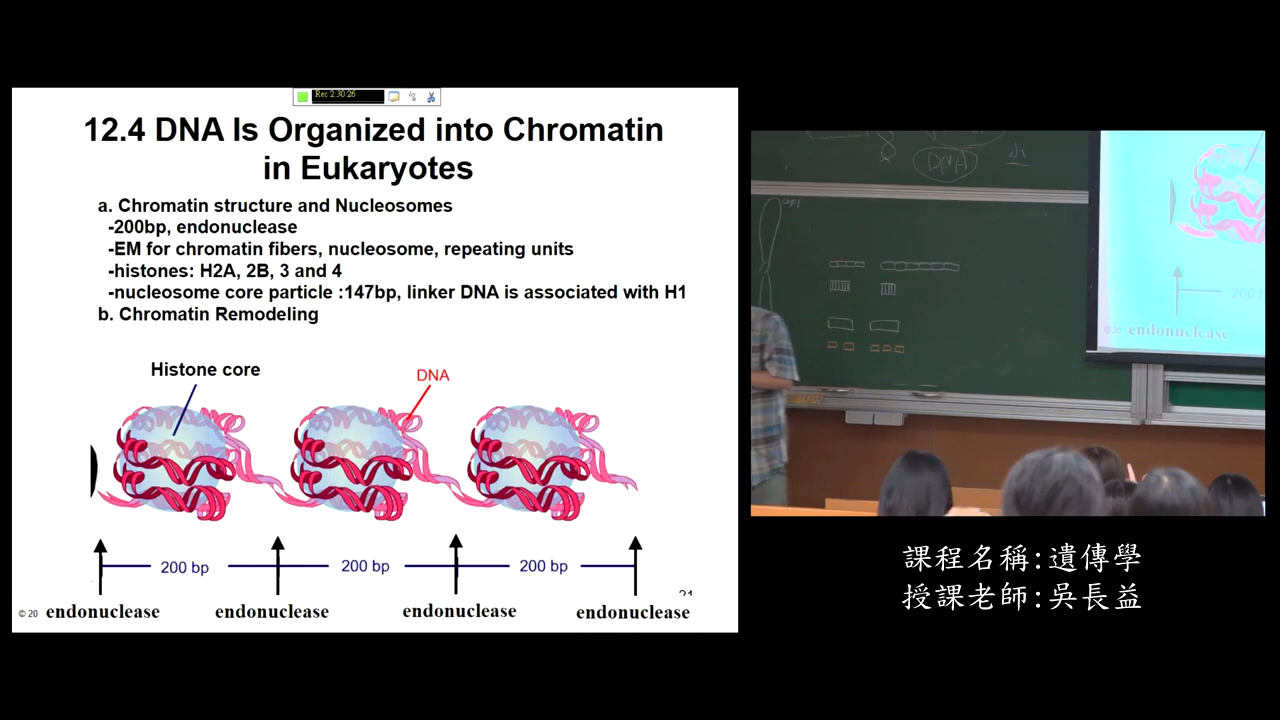 Rec 2:30:26
12.4 DNA Is Organized into Chromatin
in Eukaryotes
a. Chromatin structure and Nucleosomes
-200bp, endonuclease
-EM for chromatin fibers, nucleosome, repeating units
-histones: H2A, 2B, 3 and 4
-nucleosome core particle :147bp, linker DNA is associated with H1
b. Chromatin Remodeling
Histone core
DNA
200 bp
200 bp
200 bp
21
© 20
endonuclease
endonuclease
endonuclease
endonuclease
DNA
200
© 20 endonuclease
課程名稱:遺傳學
授課老師:吳長益